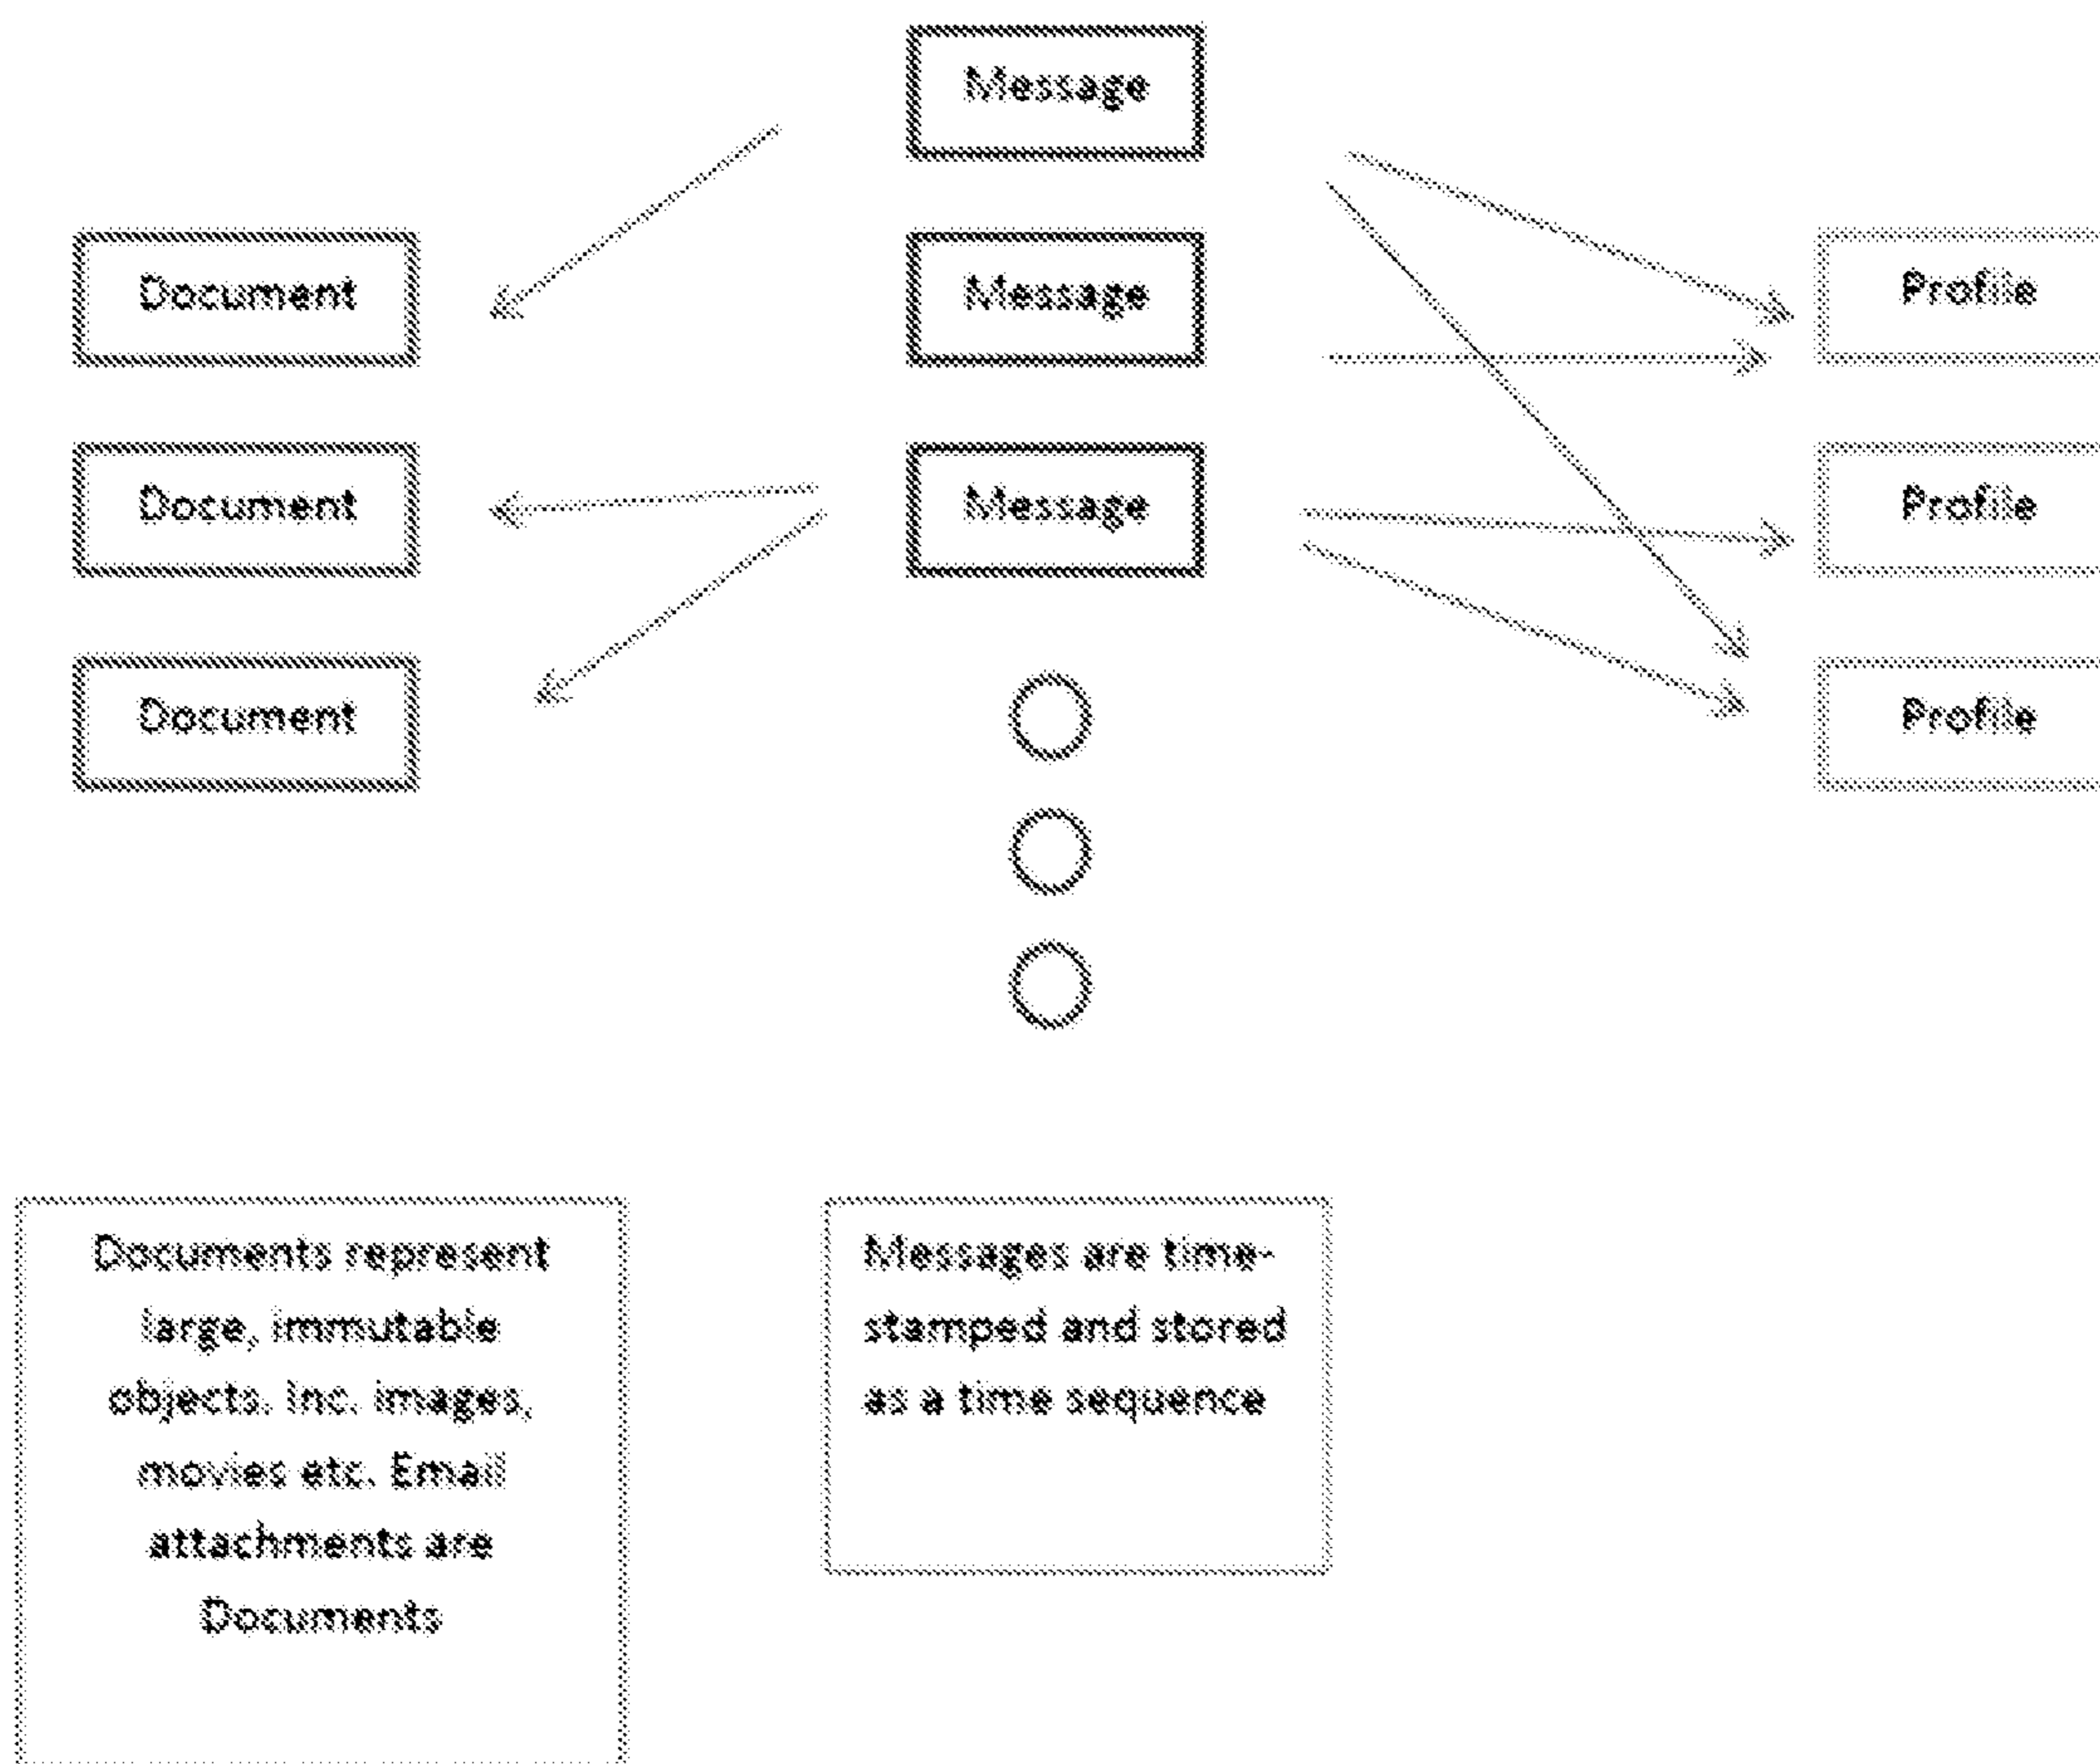 Message
Document
Message
Profile
Document
Message
Profile
Document
Profile
Documents represent
large, immutable
objects. Inc. images,
movies etc. Email
attachments are
Documents
Messages are time-
stamped and stored
as a time sequence